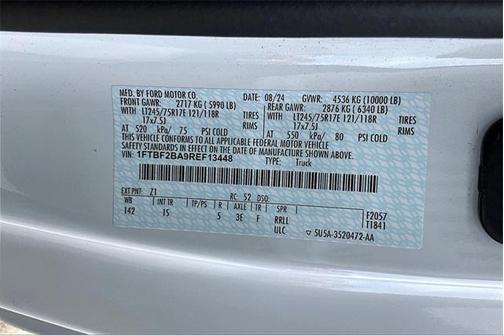 MFD. BY FORD MOTOR CO. 08/24 GVWR: 4536 KG (10000 LB)
FRONT GAWR: 2717 KG (5990 LB) REAR GAWR: 2876 KG (6340 LB)
WITH LT245/75R17E 121/118R TIRES WITH LT245/75R17E 121/118R TIRES
17x7.5J RIMS 17x7.5J RIMS
AT 520 kPa/ 75 PSI COLD AT 550 kPa/ 80 PSI COLD
THIS VEHICLE CONFORMS TO ALL APPLICABLE FEDERAL MOTOR VEHICLE
SAFETY STANDARDS IN EFFECT ON THE DATE OF MANUFACTURE SHOWN ABOVE.
VIN: 1FTBF2BA9REF13448 TYPE: Truck
EXT PNT: Z1 RC: 52 DSO:
WB INT TR TP/PS R AXLE TR SPR F2057
142 15 5 3E F RRLL T1841
ULC 5U5A-3520472-AA